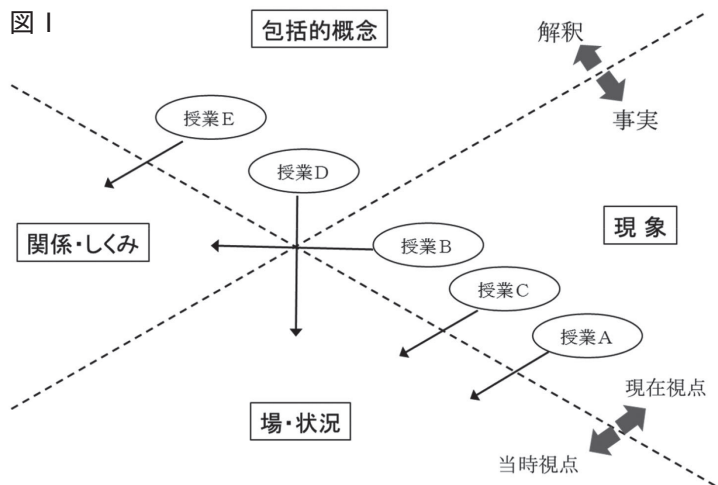 図1
包括的概念
解釈
事実
授業E
授業D
関係・しくみ
授業B
現象
授業C
授業A
現在視点
場・状況
当時視点